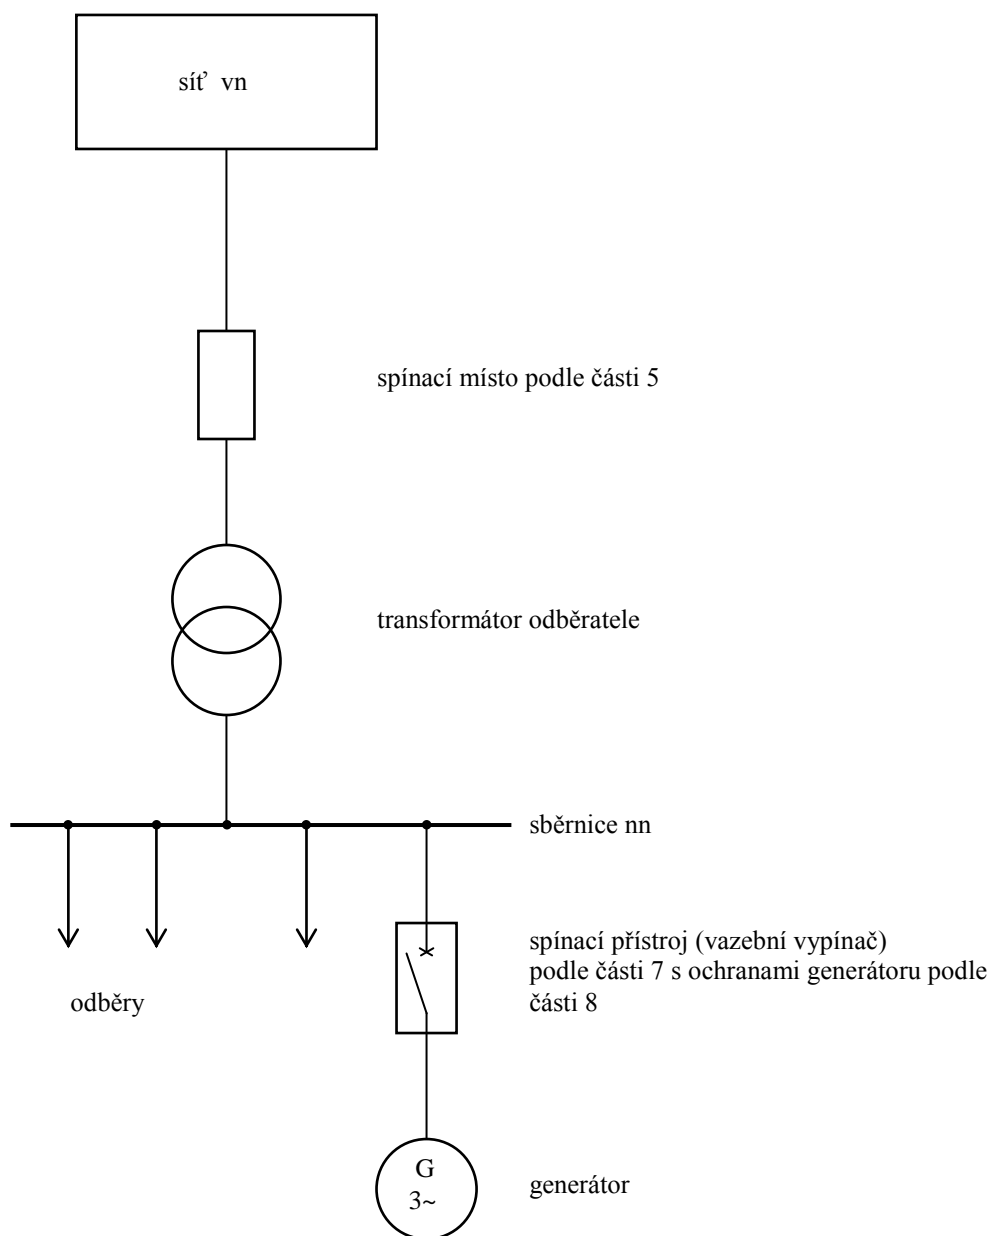 síť vn
spínací místo podle části 5
transformátor odběratele
sběrnice nn
spínací přístroj (vazební vypínač)
podle části 7 s ochranami generátoru podle
části 8
odběry
G
3~
generátor